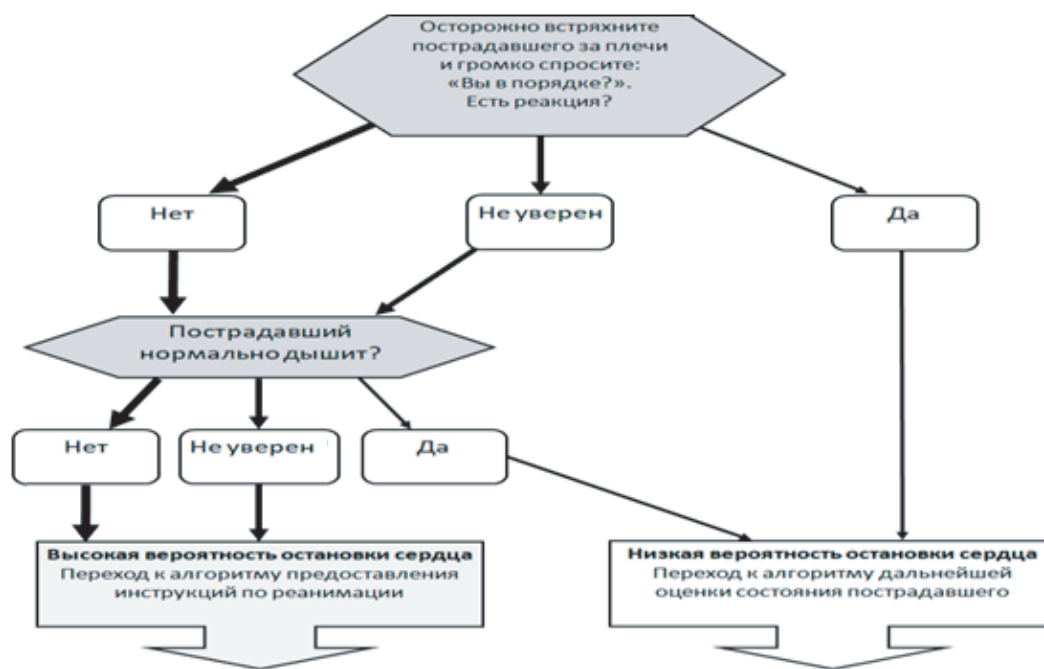 Осторожно встряхните
пострадавшего за плечи
и громко спросите:
«Вы в порядке?».
Есть реакция?
Нет
Не уверен
Да
Пострадавший
нормально дышит?
Нет
Не уверен
Да
Высокая вероятность остановки сердца
Переход к алгоритму предоставления
инструкций по реанимации
Низкая вероятность остановки сердца
Переход к алгоритму дальнейшей
оценки состояния пострадавшего